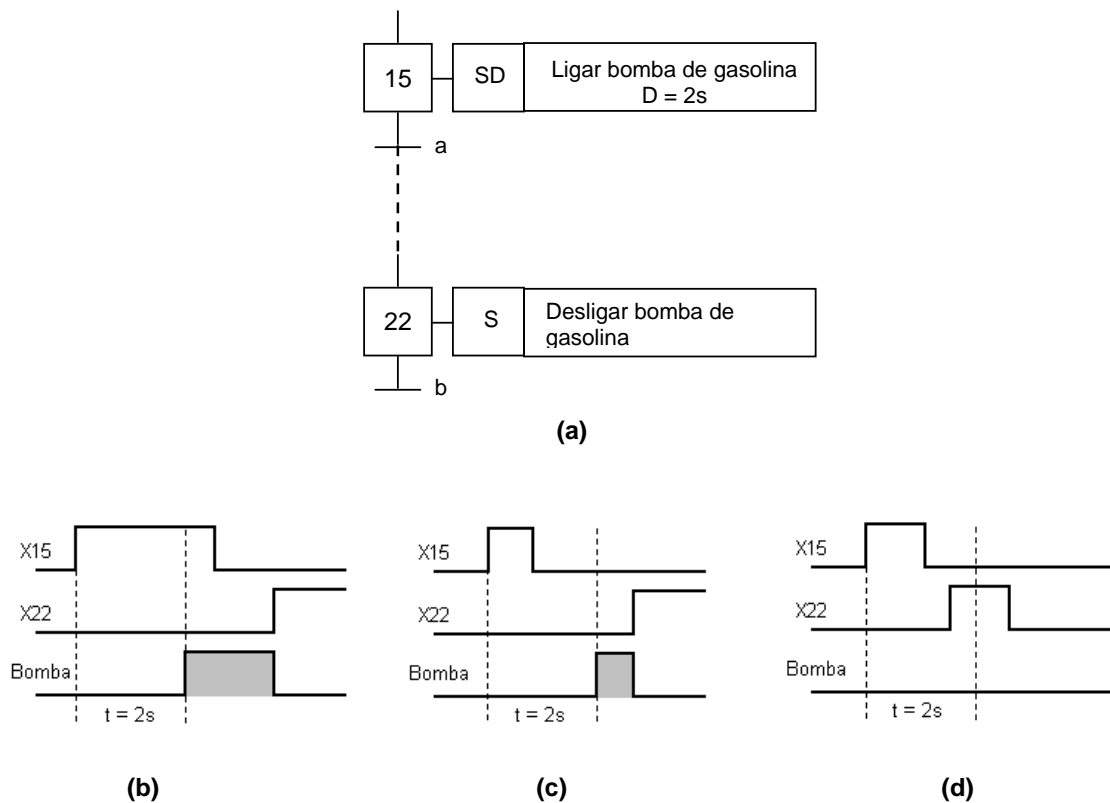 15
SD
Ligar bomba de gasolina
D = 2s
a
22
S
Desligar bomba de
gasolina
b
(a)
X15
X22
Bomba
t = 2s
X15
X22
Bomba
t = 2s
X15
X22
Bomba
t = 2s
(b)
(c)
(d)